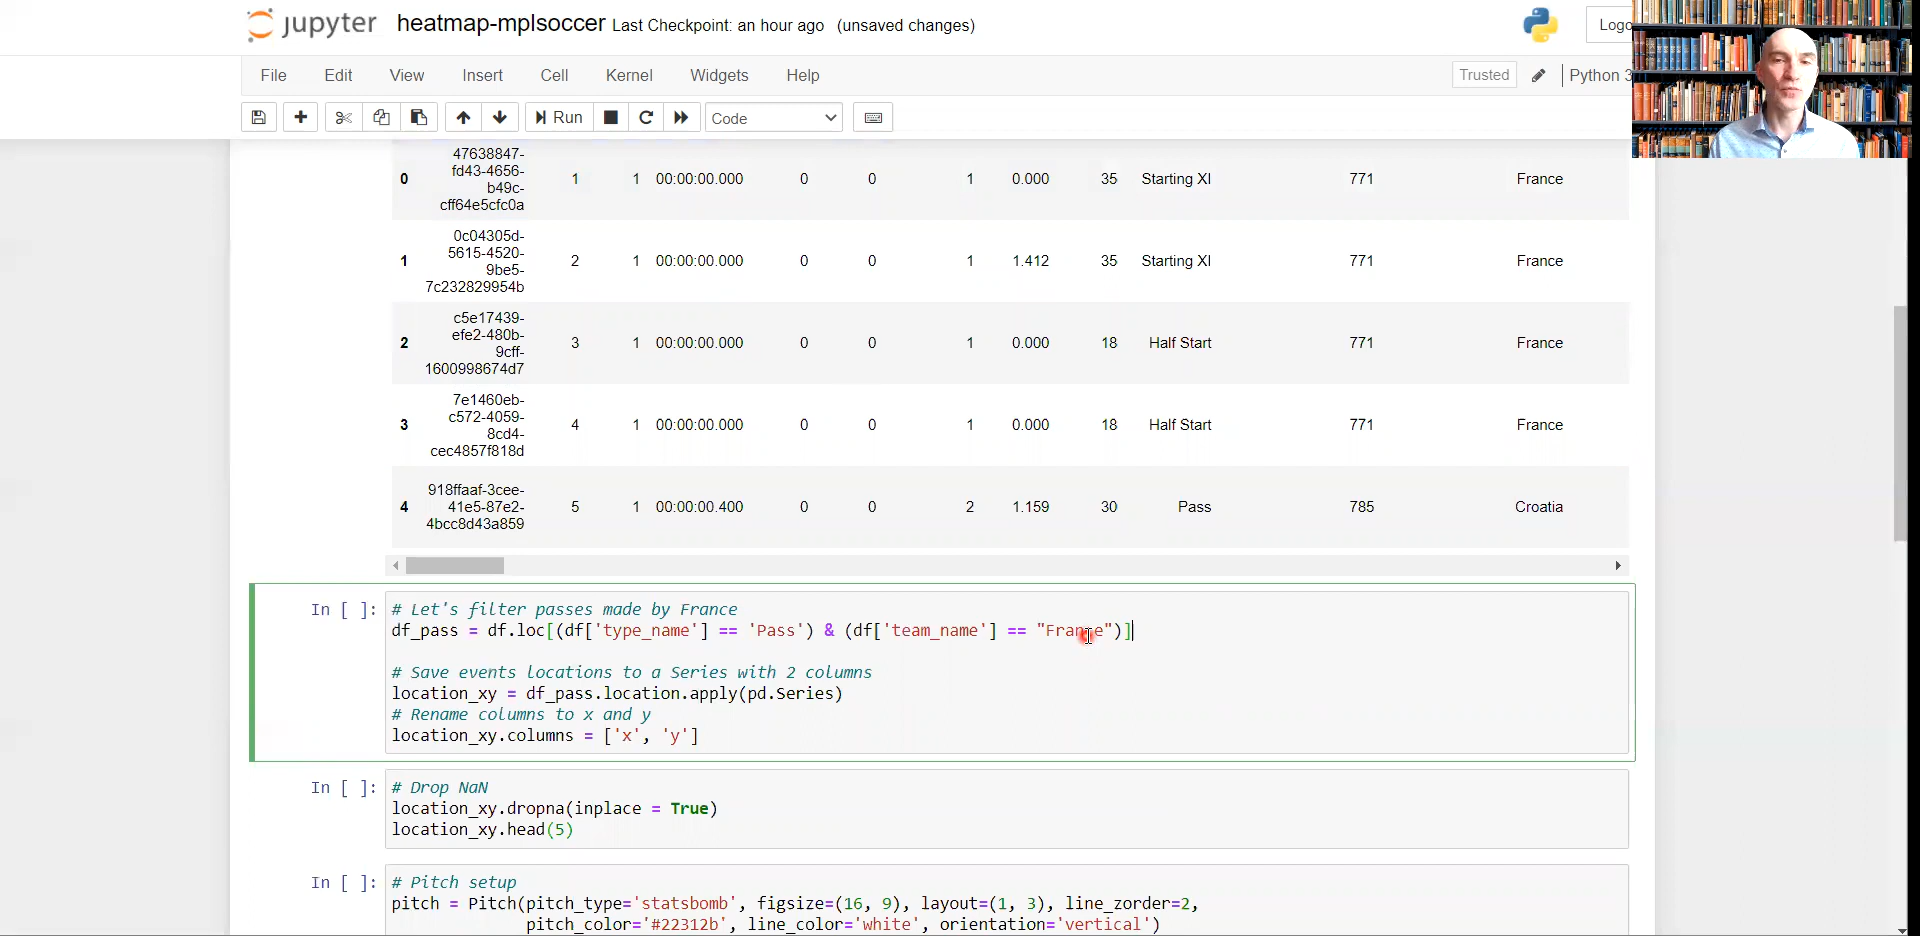 jupyter heatmap-mplsoccer Last Checkpoint: an hour ago (unsaved changes)
File Edit View Insert Cell Kernel Widgets Help Trusted Python 3
Run Code
0 47638847-fd43-4656-b49c-cff64e5cfc0a 1 1 00:00:00.000 0 0 1 0.000 35 Starting XI 771 France
1 0c04305d-5615-4520-9be5-7c232829954b 2 1 00:00:00.000 0 0 1 1.412 35 Starting XI 771 France
2 c5e17439-efe2-480b-9cff-1600998674d7 3 1 00:00:00.000 0 0 1 0.000 18 Half Start 771 France
3 7e1460eb-c572-4059-8cd4-cec4857f818d 4 1 00:00:00.000 0 0 1 0.000 18 Half Start 771 France
4 918ffaaf-3cee-41e5-87e2-4bcc8d43a859 5 1 00:00:00.400 0 0 2 1.159 30 Pass 785 Croatia
In [ ]: # Let's filter passes made by France
df_pass = df.loc[(df['type_name'] == 'Pass') & (df['team_name'] == "France")]
# Save events locations to a Series with 2 columns
location_xy = df_pass.location.apply(pd.Series)
# Rename columns to x and y
location_xy.columns = ['x', 'y']
In [ ]: # Drop NaN
location_xy.dropna(inplace = True)
location_xy.head(5)
In [ ]: # Pitch setup
pitch = Pitch(pitch_type='statsbomb', figsize=(16, 9), layout=(1, 3), line_zorder=2,
pitch_color='#22312b', line_color='white', orientation='vertical')